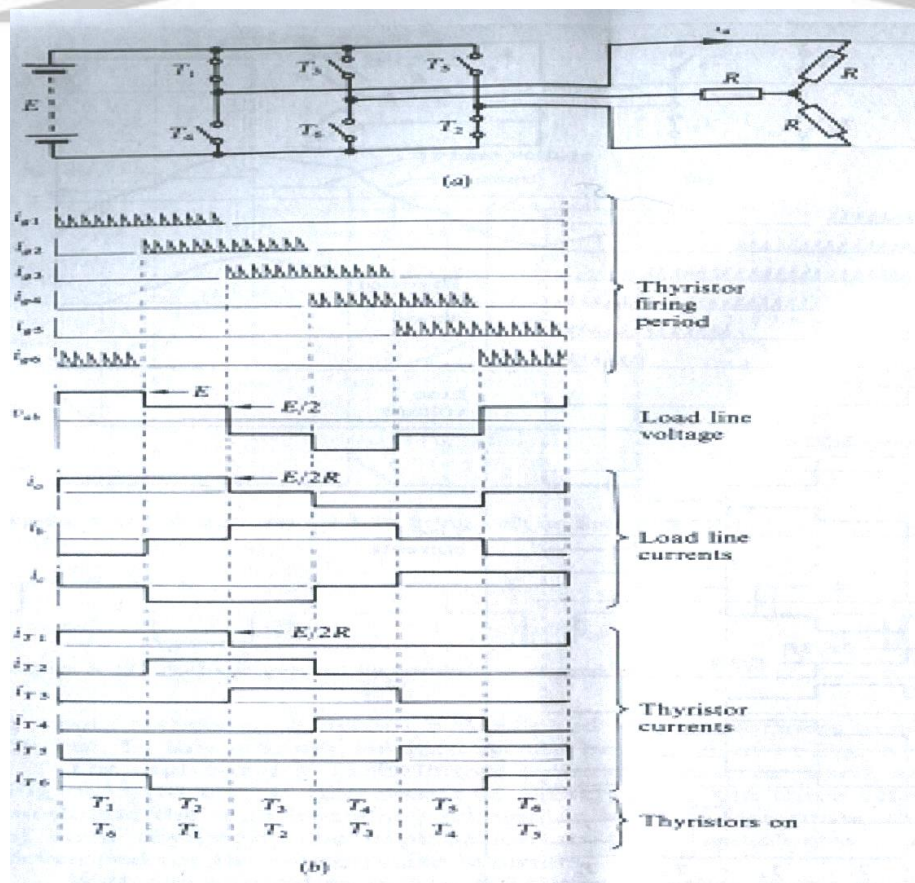 T1 T3 T5
E
T4 T6 T2
R R
R
(a)
ig1
ig2
ig3
ig4
ig5
ig6
Thyristor
firing
period
E
vab
E/2
Load line
voltage
ia
E/2R
ib
ic
Load line
currents
iT1
E/2R
iT2
iT3
iT4
iT5
iT6
Thyristor
currents
T1 T2 T3 T4 T5 T6
T6 T1 T2 T3 T4 T5
Thyristors on
(b)